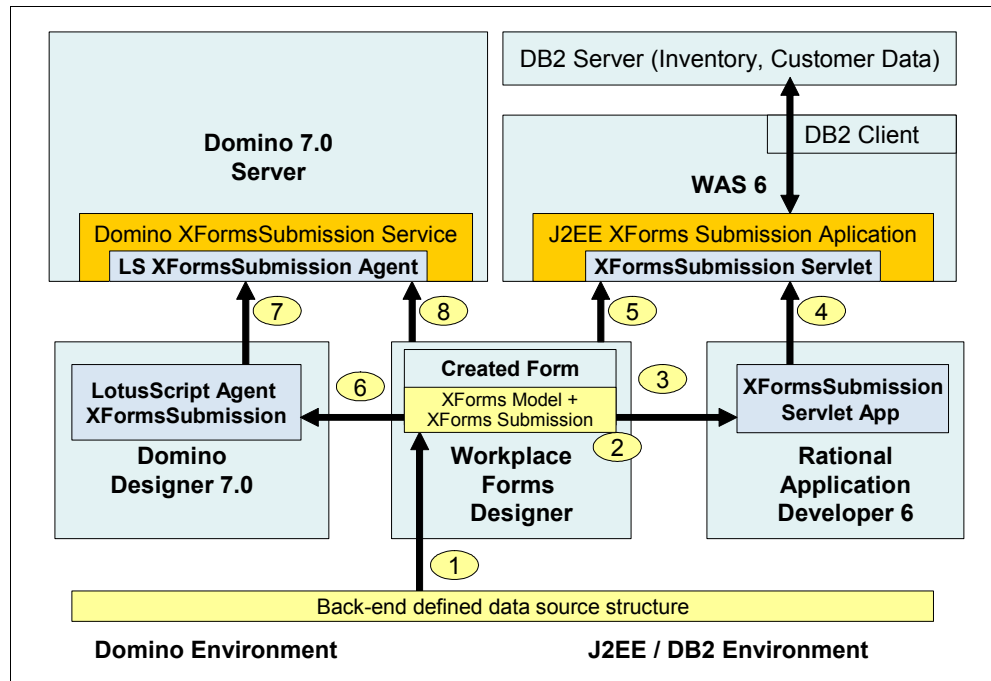 DB2 Server (Inventory, Customer Data)
Domino 7.0
Server
DB2 Client
WAS 6
Domino XFormsSubmission Service
LS XFormsSubmission Agent
J2EE XForms Submission Aplication
XFormsSubmission Servlet
7
8
5
4
LotusScript Agent
XFormsSubmission
Domino
Designer 7.0
6
Created Form
XForms Model +
XForms Submission
Workplace
Forms
Designer
3
2
XFormsSubmission
Servlet App
Rational
Application
Developer 6
1
Back-end defined data source structure
Domino Environment
J2EE / DB2 Environment